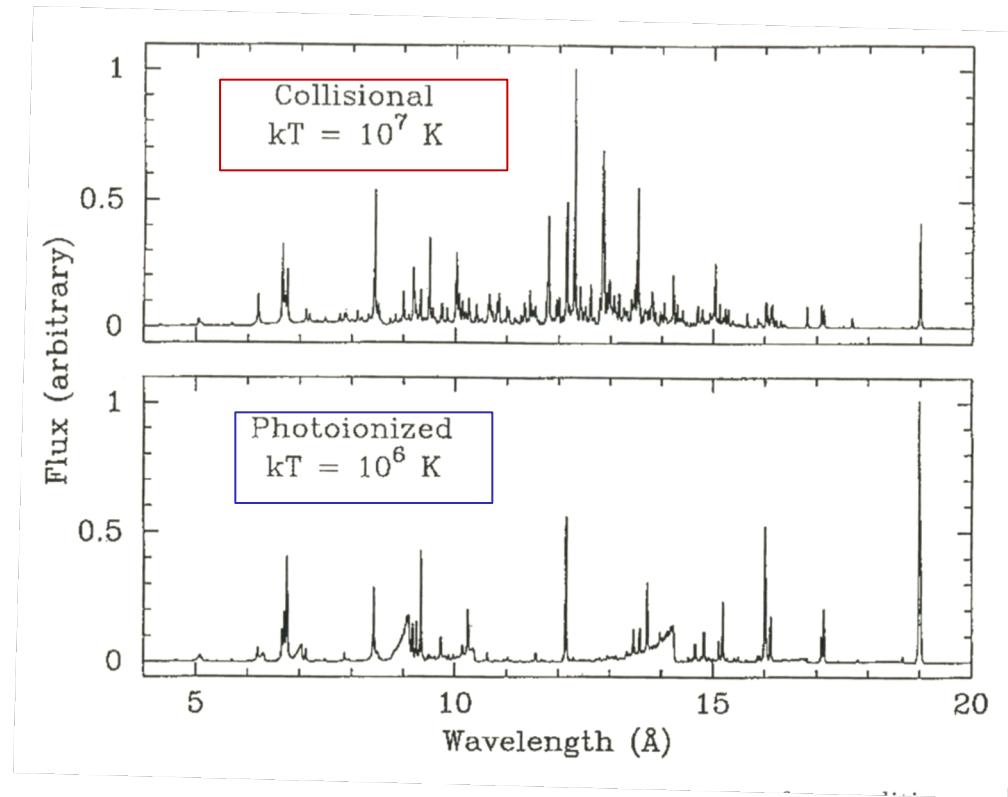 Flux (arbitrary)
1
0.5
0
Collisional
kT = 10⁷ K
1
0.5
0
Photoionized
kT = 10⁶ K
5 10 15 20
Wavelength (Å)